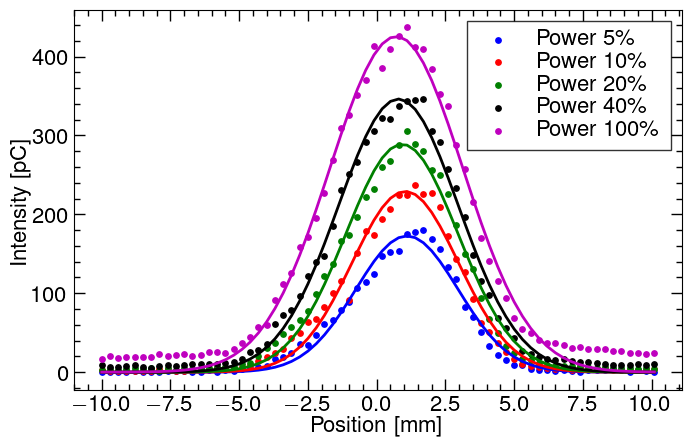 Power 5%
Power 10%
Power 20%
Power 40%
Power 100%
400
300
200
100
0
Intensity [pC]
−10.0 −7.5 −5.0 −2.5 0.0 2.5 5.0 7.5 10.0
Position [mm]